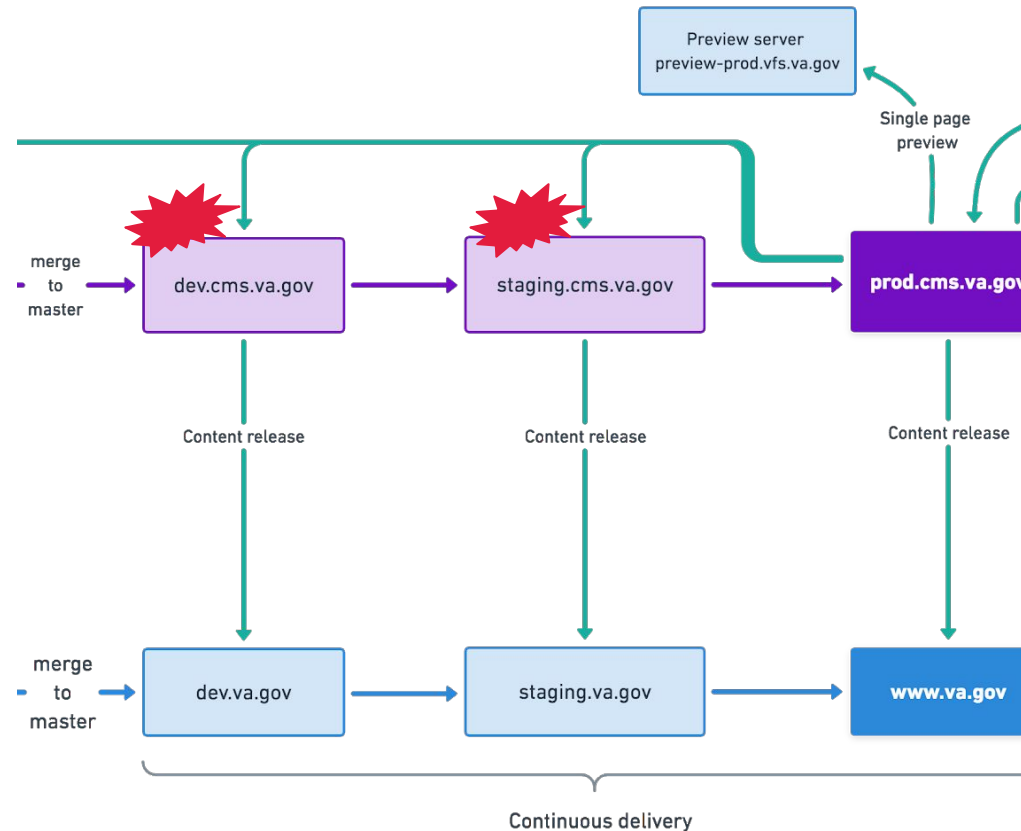 Preview server
preview-prod.vfs.va.gov
Single page
preview
merge
to
master
dev.cms.va.gov
staging.cms.va.gov
prod.cms.va.gov
Content release
Content release
Content release
merge
to
master
dev.va.gov
staging.va.gov
www.va.gov
Continuous delivery